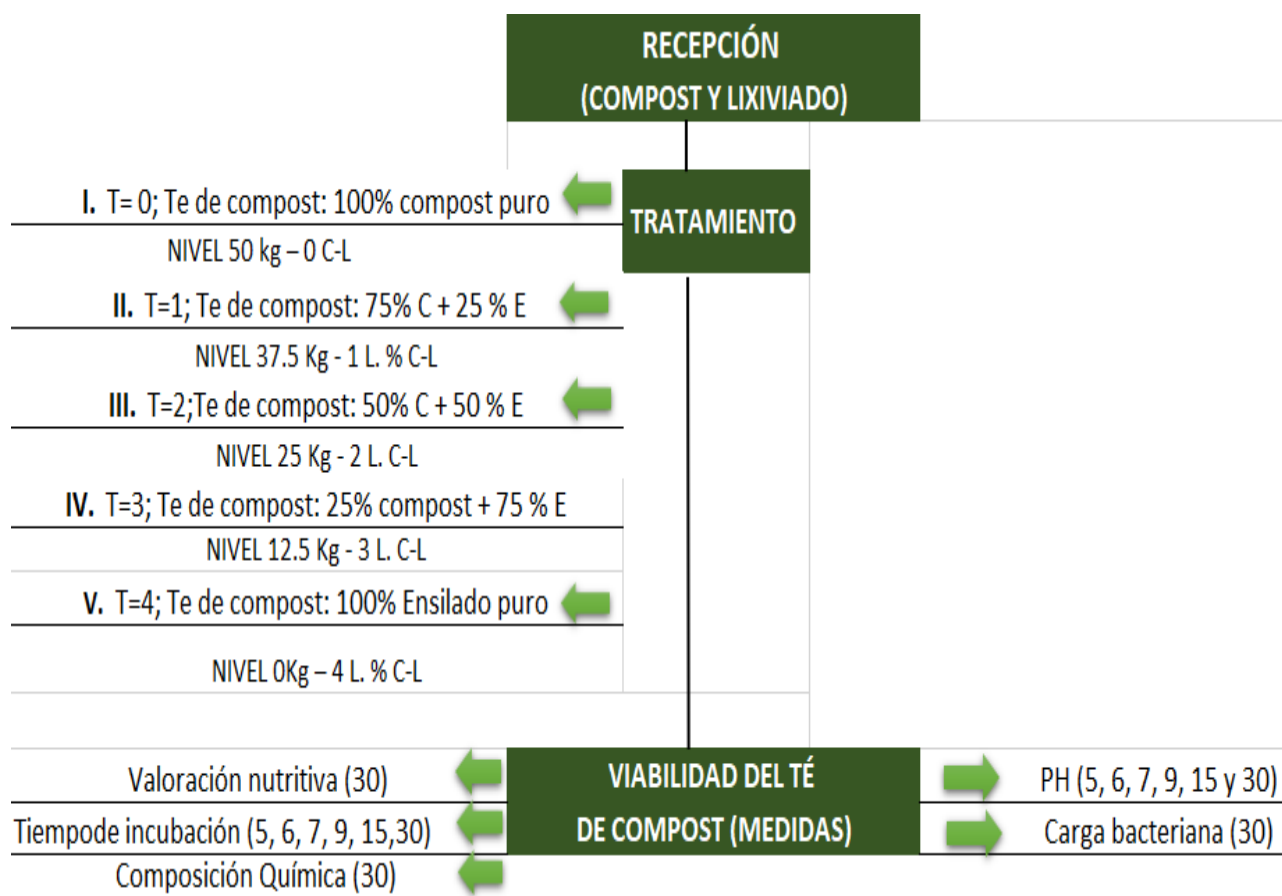 RECEPCIÓN
(COMPOST Y LIXIVIADO)
I. T= 0; Te de compost: 100% compost puro
TRATAMIENTO
NIVEL 50 kg – 0 C-L
II. T=1; Te de compost: 75% C + 25 % E
NIVEL 37.5 Kg - 1 L. % C-L
III. T=2;Te de compost: 50% C + 50 % E
NIVEL 25 Kg - 2 L. C-L
IV. T=3; Te de compost: 25% compost + 75 % E
NIVEL 12.5 Kg - 3 L. C-L
V. T=4; Te de compost: 100% Ensilado puro
NIVEL 0Kg – 4 L. % C-L
VIABILIDAD DEL TÉ
DE COMPOST (MEDIDAS)
Valoración nutritiva (30)
Tiempode incubación (5, 6, 7, 9, 15,30)
Composición Química (30)
PH (5, 6, 7, 9, 15 y 30)
Carga bacteriana (30)